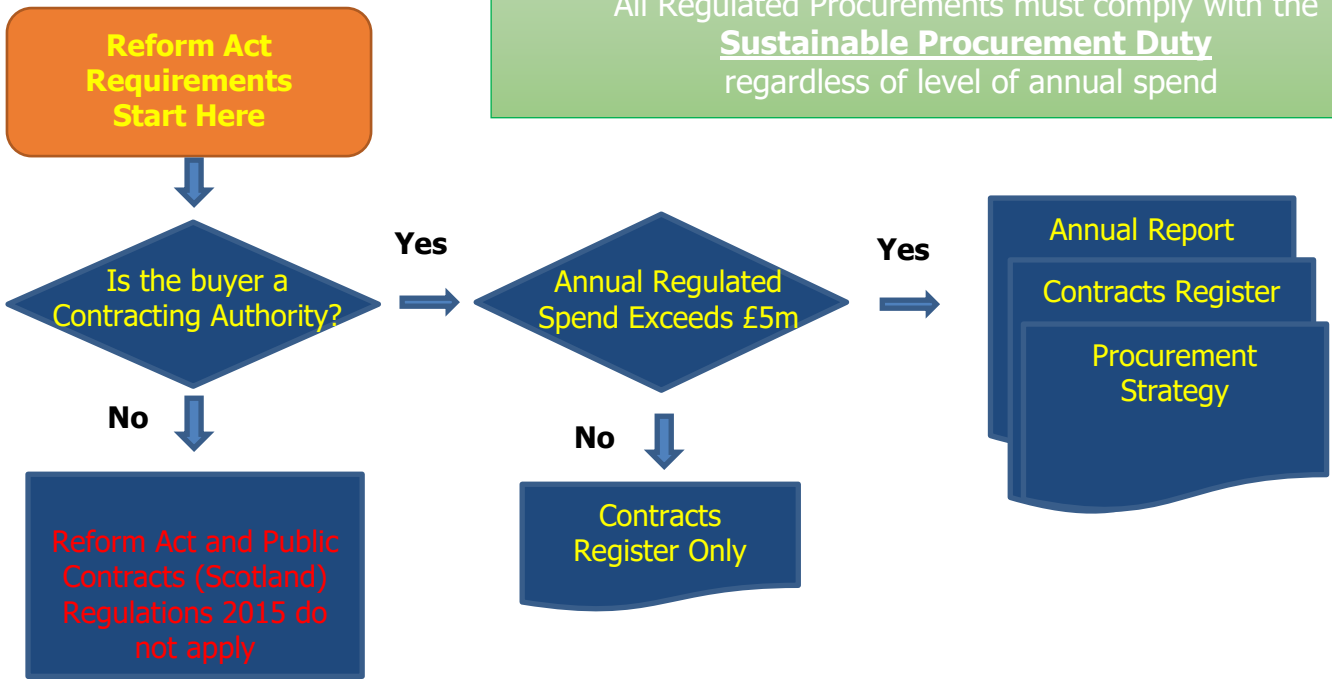 Reform Act
Requirements
Start Here
All Regulated Procurements must comply with the
Sustainable Procurement Duty
regardless of level of annual spend
Is the buyer a
Contracting Authority?
Yes
Annual Regulated
Spend Exceeds £5m
Yes
Annual Report
Contracts Register
Procurement
Strategy
No
Reform Act and Public
Contracts (Scotland)
Regulations 2015 do
not apply
No
Contracts
Register Only